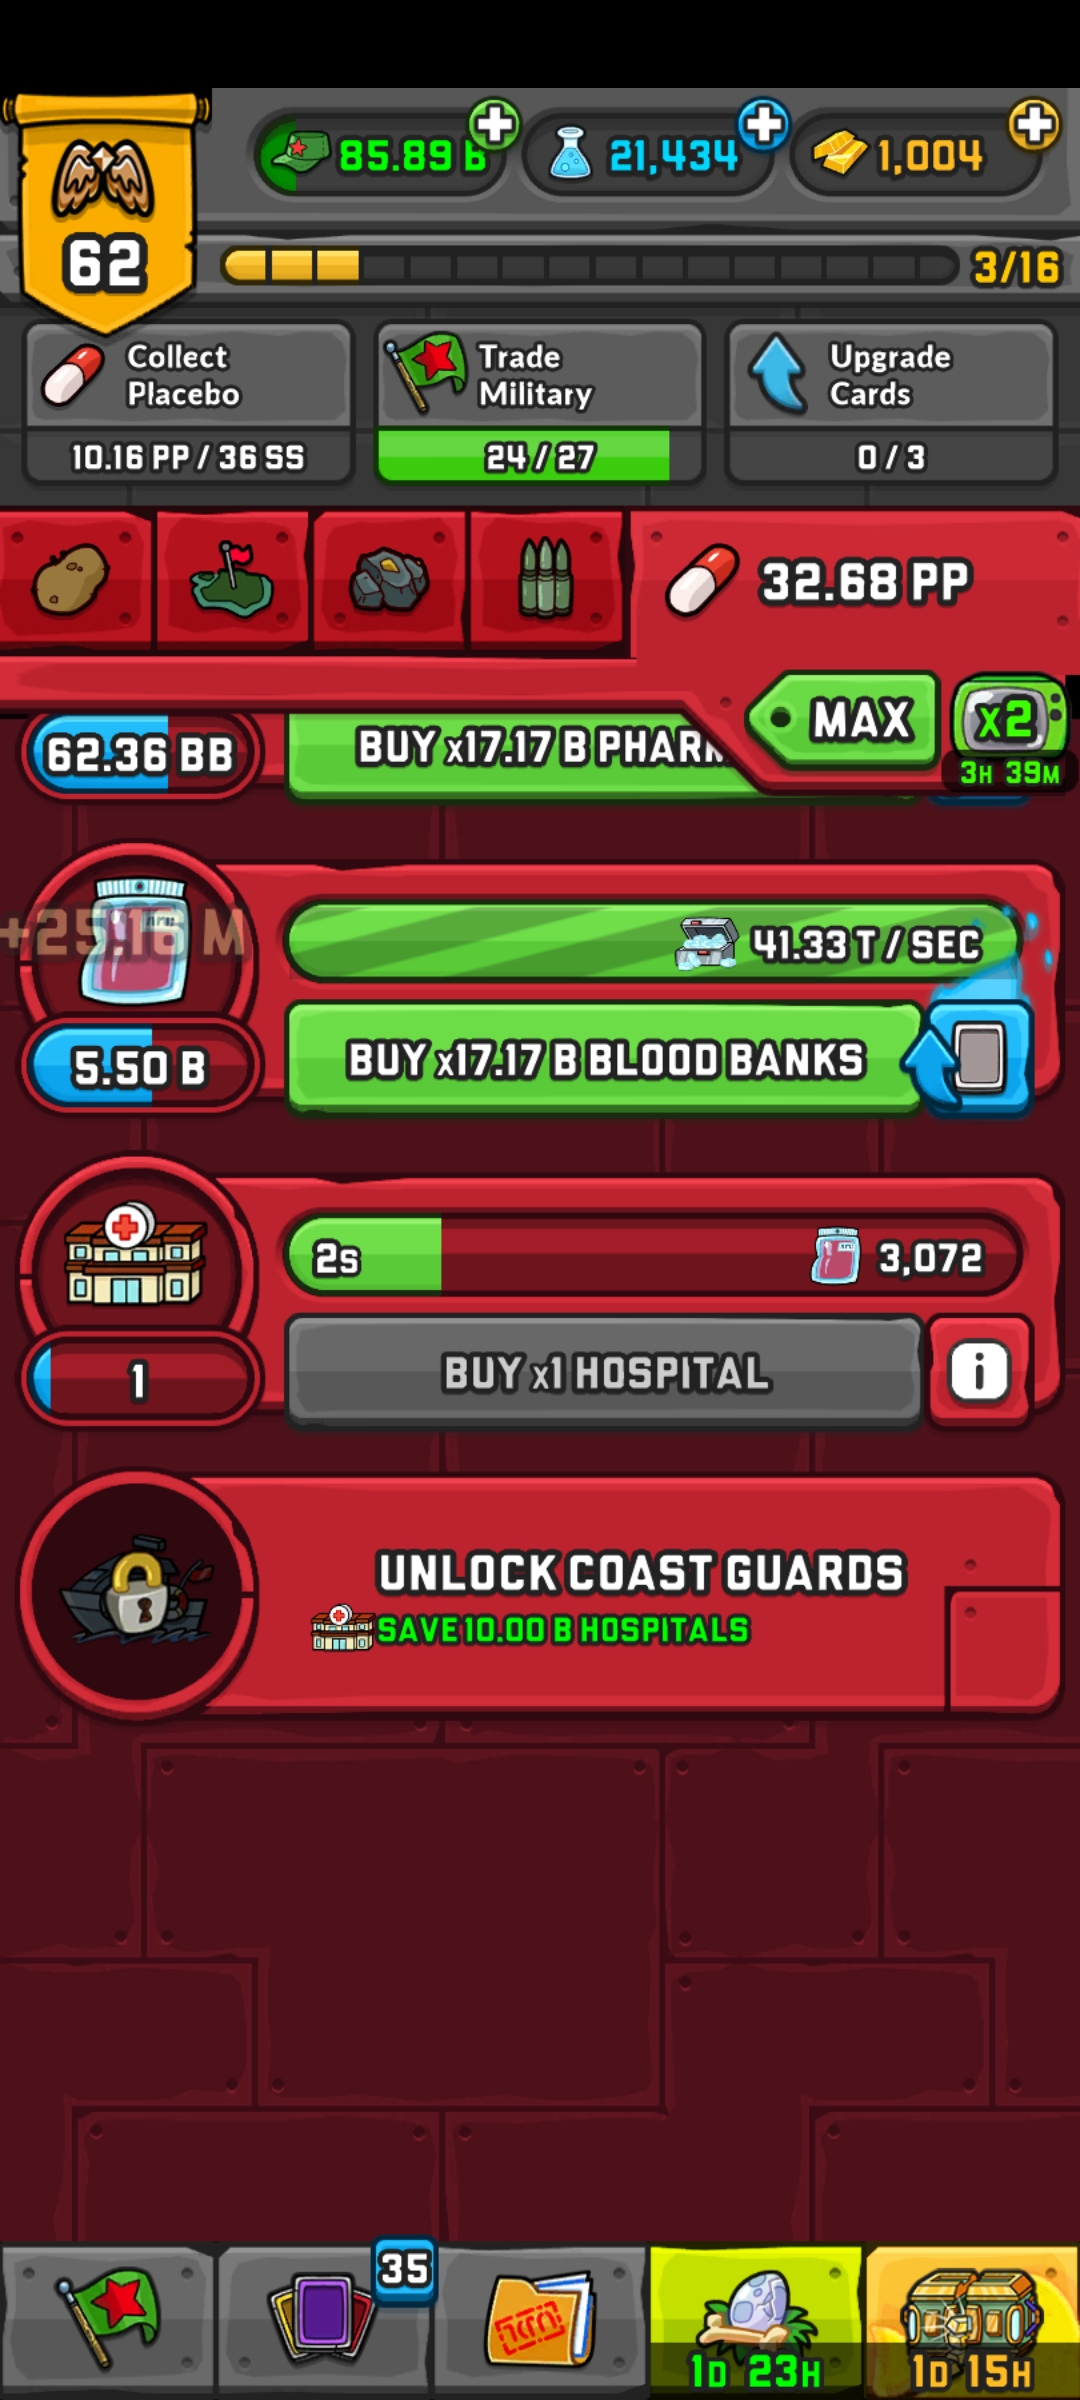 62
85.89 B
21,434
1,004
3/16
Collect
Placebo
10.16 PP / 36 SS
Trade
Military
24 / 27
Upgrade
Cards
0 / 3
32.68 PP
MAX
x2
3H 39M
62.36 BB
BUY x17.17 B
+25.16 M
41.33 T / SEC
5.50 B
BUY x17.17 B BLOOD BANKS
2s
3,072
1
BUY x1 HOSPITAL
i
UNLOCK COAST GUARDS
SAVE 10.00 B HOSPITALS
35
1D 23H
1D 15H